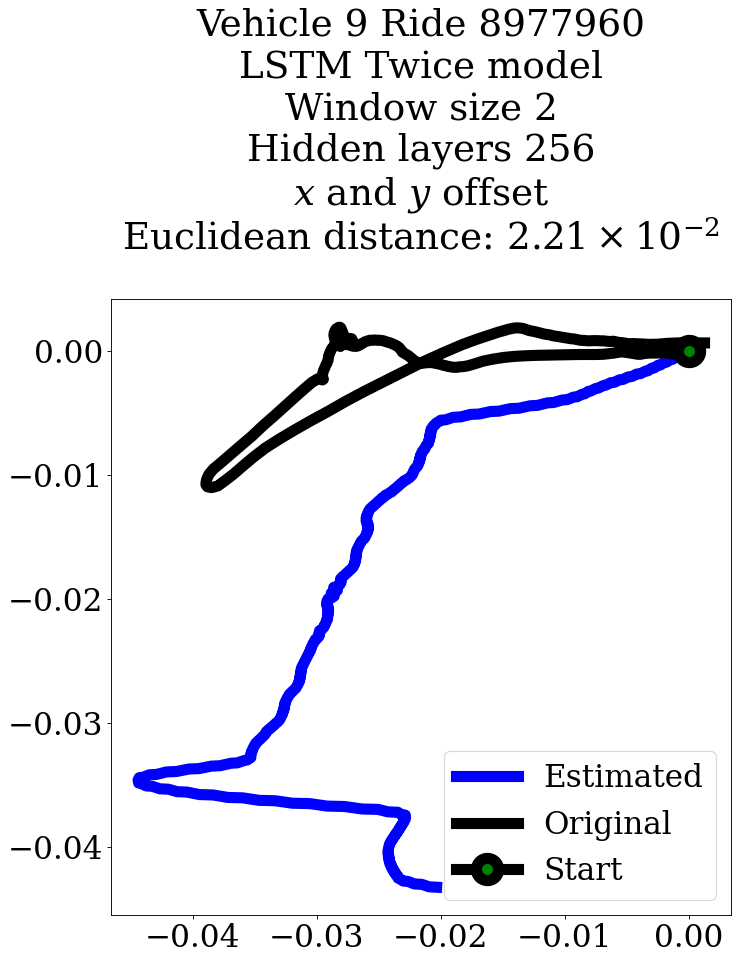 Vehicle 9 Ride 8977960
LSTM Twice model
Window size 2
Hidden layers 256
x and y offset
Euclidean distance: 2.21 × 10⁻²
0.00
−0.01
−0.02
−0.03
−0.04
Estimated
Original
Start
−0.04 −0.03 −0.02 −0.01 0.00